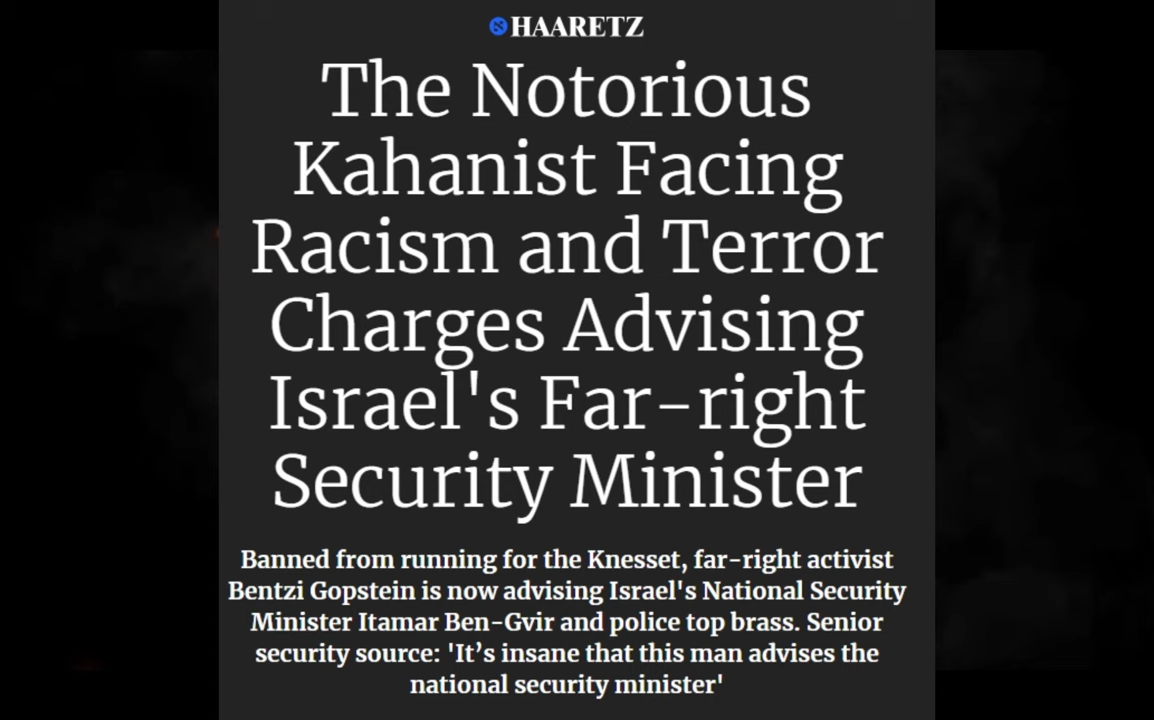 HAARETZ
The Notorious
Kahanist Facing
Racism and Terror
Charges Advising
Israel's Far-right
Security Minister
Banned from running for the Knesset, far-right activist
Bentzi Gopstein is now advising Israel's National Security
Minister Itamar Ben-Gvir and police top brass. Senior
security source: 'It’s insane that this man advises the
national security minister'